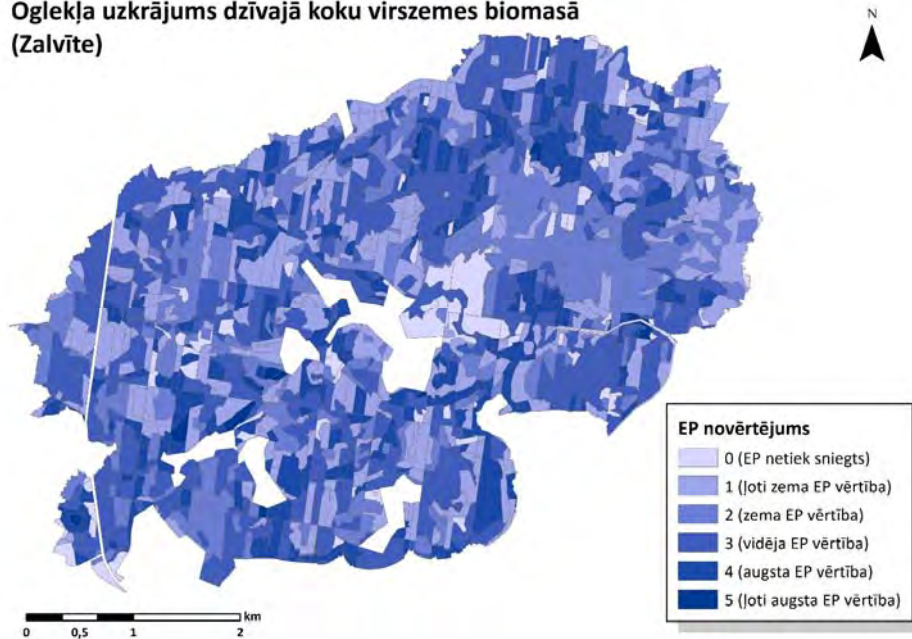 Oglekļa uzkrājums dzīvajā koku virszemes biomasā
(Zalvīte)
N
EP novērtējums
0 (EP netiek sniegts)
1 (ļoti zema EP vērtība)
2 (zema EP vērtība)
3 (vidēja EP vērtība)
4 (augsta EP vērtība)
5 (ļoti augsta EP vērtība)
km
0 0,5 1 2